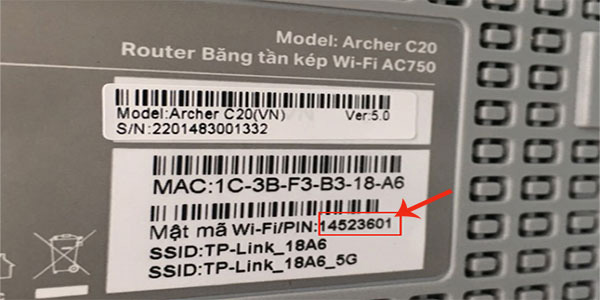 Model: Archer C20
Router Băng tần kép Wi-Fi AC750
Model:Archer C20(VN) Ver:5.0
S/N:2201483001332
MAC:1C-3B-F3-B3-18-A6
Mật mã Wi-Fi/PIN:14523601
SSID:TP-Link_18A6
SSID:TP-Link_18A6_5G